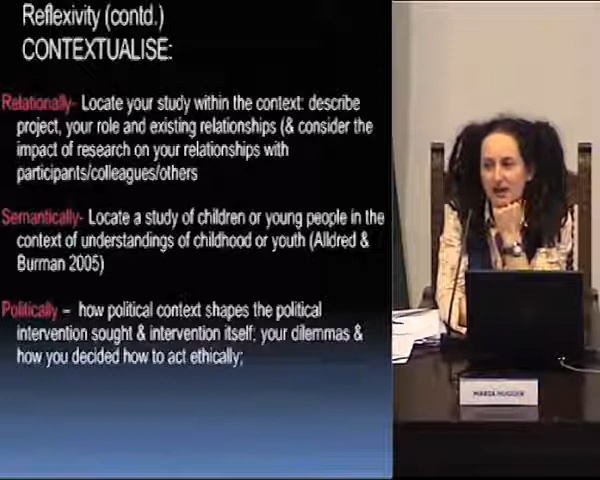 Reflexivity (contd.)
CONTEXTUALISE:
Relationally- Locate your study within the context: describe
project, your role and existing relationships (& consider the
impact of research on your relationships with
participants/colleagues/others
Semantically- Locate a study of children or young people in the
context of understandings of childhood or youth (Alldred &
Burman 2005)
Politically – how political context shapes the political
intervention sought & intervention itself; your dilemmas &
how you decided how to act ethically;
MARIA